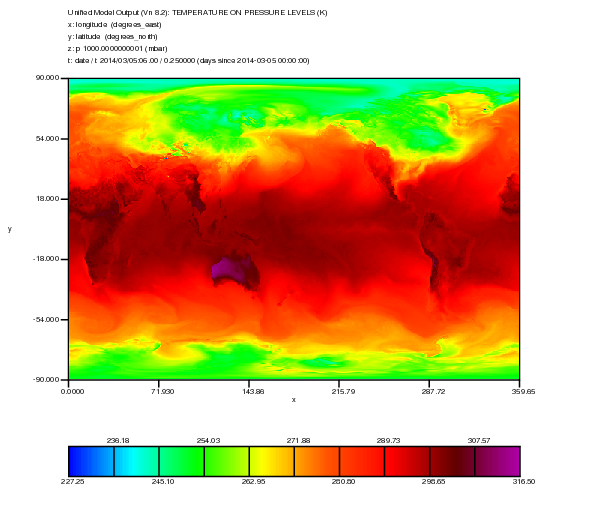 Unified Model Output (Vn 8.2): TEMPERATURE ON PRESSURE LEVELS (K)
x: longitude (degrees_east)
y: latitude (degrees_north)
z: p 1000.0000000001 (mbar)
t: date / t 2014/03/05:06.00 / 0.250000 (days since 2014-03-05 00:00:00)
90.000
54.000
18.000
y
-18.000
-54.000
-90.000
0.0000 71.930 143.86 215.79 287.72 359.65
x
236.18 254.03 271.88 289.73 307.57
227.25 245.10 262.95 280.80 298.65 316.50